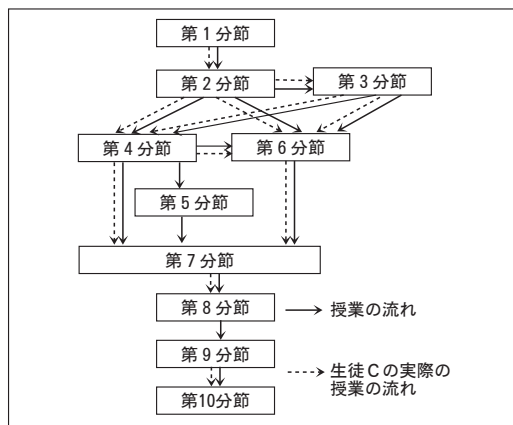 第1分節
第2分節
第3分節
第4分節
第6分節
第5分節
第7分節
第8分節
授業の流れ
第9分節
生徒Cの実際の
授業の流れ
第10分節